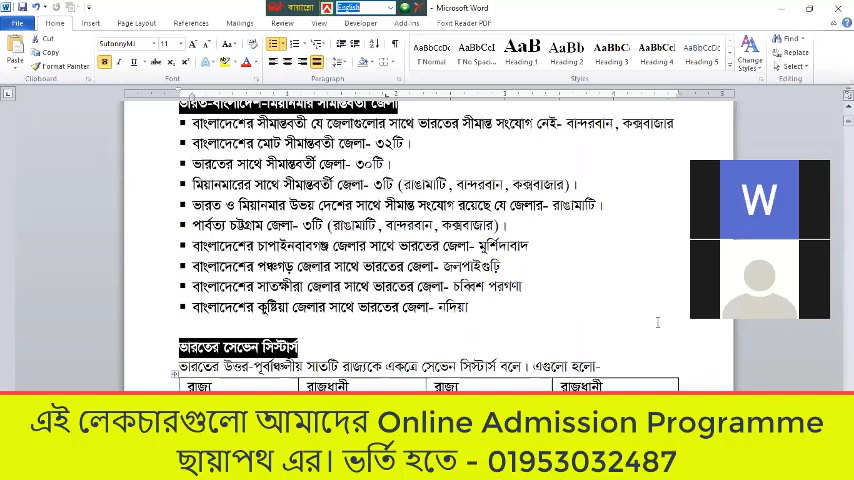 বায়ান্নো English Document1 - Microsoft Word
File Home Insert Page Layout References Mailings Review View Developer Add-Ins Foxit Reader PDF
Cut
Copy
Format Painter
Paste
SutonnyMJ 11
AaBbCcDc AaBbCcI AaB AaBb AaBbC AaBbC AaBbCcDc
T Normal T No Spac... Heading 1 Heading 2 Heading 3 Heading 4 Heading 5
Change Styles
Find
Replace
Select
Clipboard Font Paragraph Styles Editing
ভারত-বাংলাদেশ-মিয়ানমার সীমান্তবর্তী জেলা
▪ বাংলাদেশের সীমান্তবর্তী যে জেলাগুলোর সাথে ভারতের সীমান্ত সংযোগ নেই- বান্দরবান, কক্সবাজার
▪ বাংলাদেশের মোট সীমান্তবর্তী জেলা- ৩২টি।
▪ ভারতের সাথে সীমান্তবর্তী জেলা- ৩০টি।
▪ মিয়ানমারের সাথে সীমান্তবর্তী জেলা- ৩টি (রাঙামাটি, বান্দরবান, কক্সবাজার)।
▪ ভারত ও মিয়ানমার উভয় দেশের সাথে সীমান্ত সংযোগ রয়েছে যে জেলার- রাঙামাটি।
▪ পার্বত্য চট্টগ্রাম জেলা- ৩টি (রাঙামাটি, বান্দরবান, কক্সবাজার)।
▪ বাংলাদেশের চাপাইনবাবগঞ্জ জেলার সাথে ভারতের জেলা- মুর্শিদাবাদ
▪ বাংলাদেশের পঞ্চগড় জেলার সাথে ভারতের জেলা- জলপাইগুড়ি
▪ বাংলাদেশের সাতক্ষীরা জেলার সাথে ভারতের জেলা- চব্বিশ পরগণা
▪ বাংলাদেশের কুষ্টিয়া জেলার সাথে ভারতের জেলা- নদিয়া
W
ভারতের সেভেন সিস্টার্স
ভারতের উত্তর-পূর্বাঞ্চলীয় সাতটি রাজ্যকে একত্রে সেভেন সিস্টার্স বলে। এগুলো হলো-
রাজ্য রাজধানী রাজ্য রাজধানী
এই লেকচারগুলো আমাদের Online Admission Programme
ছায়াপথ এর। ভর্তি হতে - 01953032487